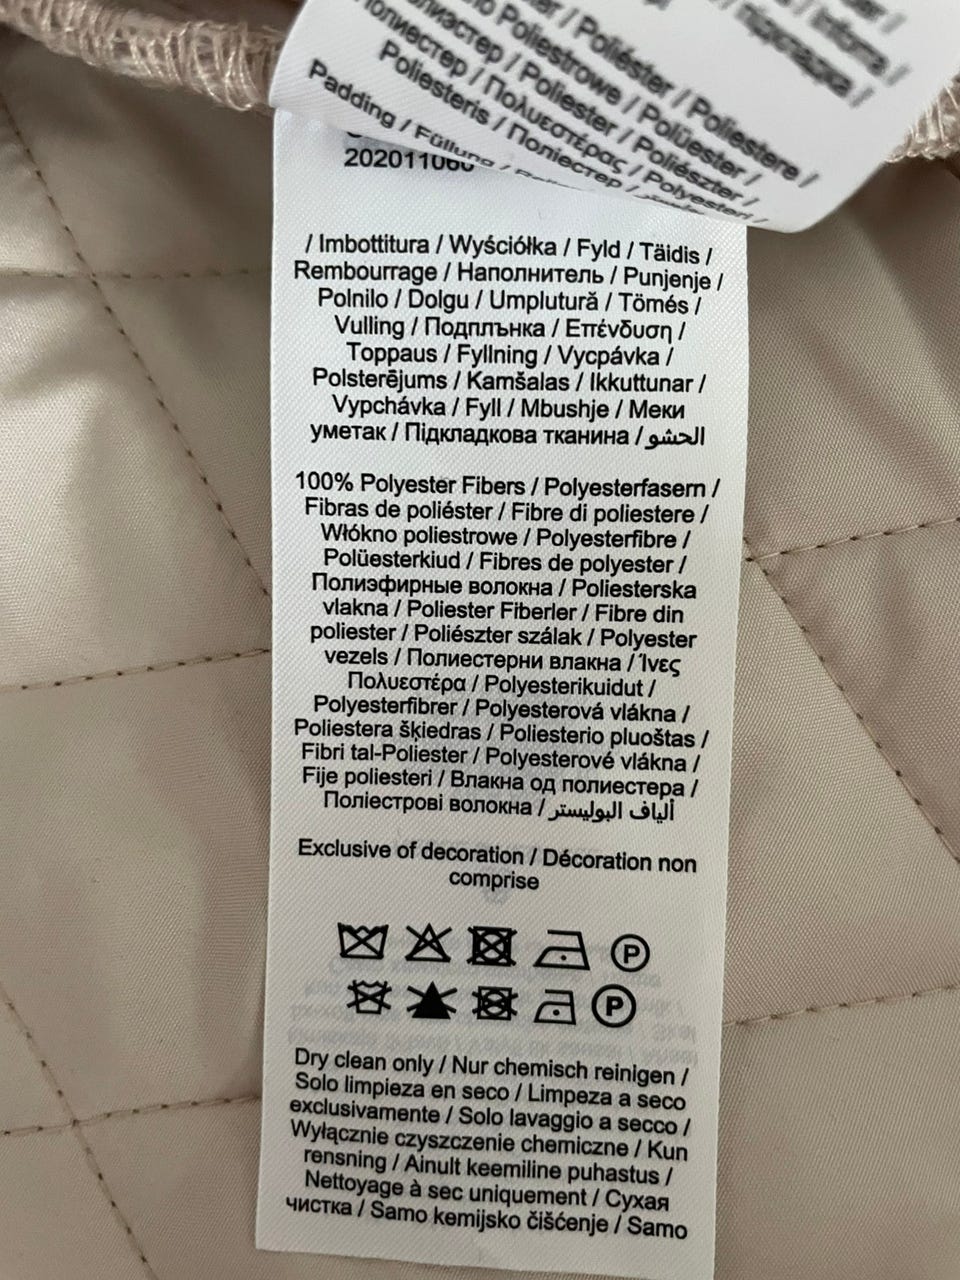 Poliéster / Poliestere /
Poliestrowe / Polüester /
Полиэстер / Poliester / Poliészter /
Полиестер / Πολυεστέρας / Polyesteri /
Poliesteris / Поліестер /
Padding / Füllung /
підкладка /
202011060
/ Imbottitura / Wyściółka / Fyld / Täidis /
Rembourrage / Наполнитель / Punjenje /
Polnilo / Dolgu / Umplutură / Tömés /
Vulling / Подплънка / Επένδυση /
Toppaus / Fyllning / Vycpávka /
Polsterējums / Kamšalas / Ikkuttunar /
Vypchávka / Fyll / Mbushje / Меки
уметак / Підкладкова тканина / الحشو
100% Polyester Fibers / Polyesterfasern /
Fibras de poliéster / Fibre di poliestere /
Włókno poliestrowe / Polyesterfibre /
Polüesterkiud / Fibres de polyester /
Полиэфирные волокна / Poliesterska
vlakna / Poliester Fiberler / Fibre din
poliester / Poliészter szálak / Polyester
vezels / Полиестерни влакна / Ίνες
Πολυεστέρα / Polyesterikuidut /
Polyesterfibrer / Polyesterová vlákna /
Poliestera šķiedras / Poliesterio pluoštas /
Fibri tal-Poliester / Polyesterové vlákna /
Fije poliesteri / Влакна од полиестера /
Поліестрові волокна / ألياف البوليستر
Exclusive of decoration / Décoration non
comprise
P
P
Dry clean only / Nur chemisch reinigen /
Solo limpieza en seco / Limpeza a seco
exclusivamente / Solo lavaggio a secco /
Wyłącznie czyszczenie chemiczne / Kun
rensning / Ainult keemiline puhastus /
Nettoyage à sec uniquement / Сухая
чистка / Samo kemijsko čišćenje / Samo